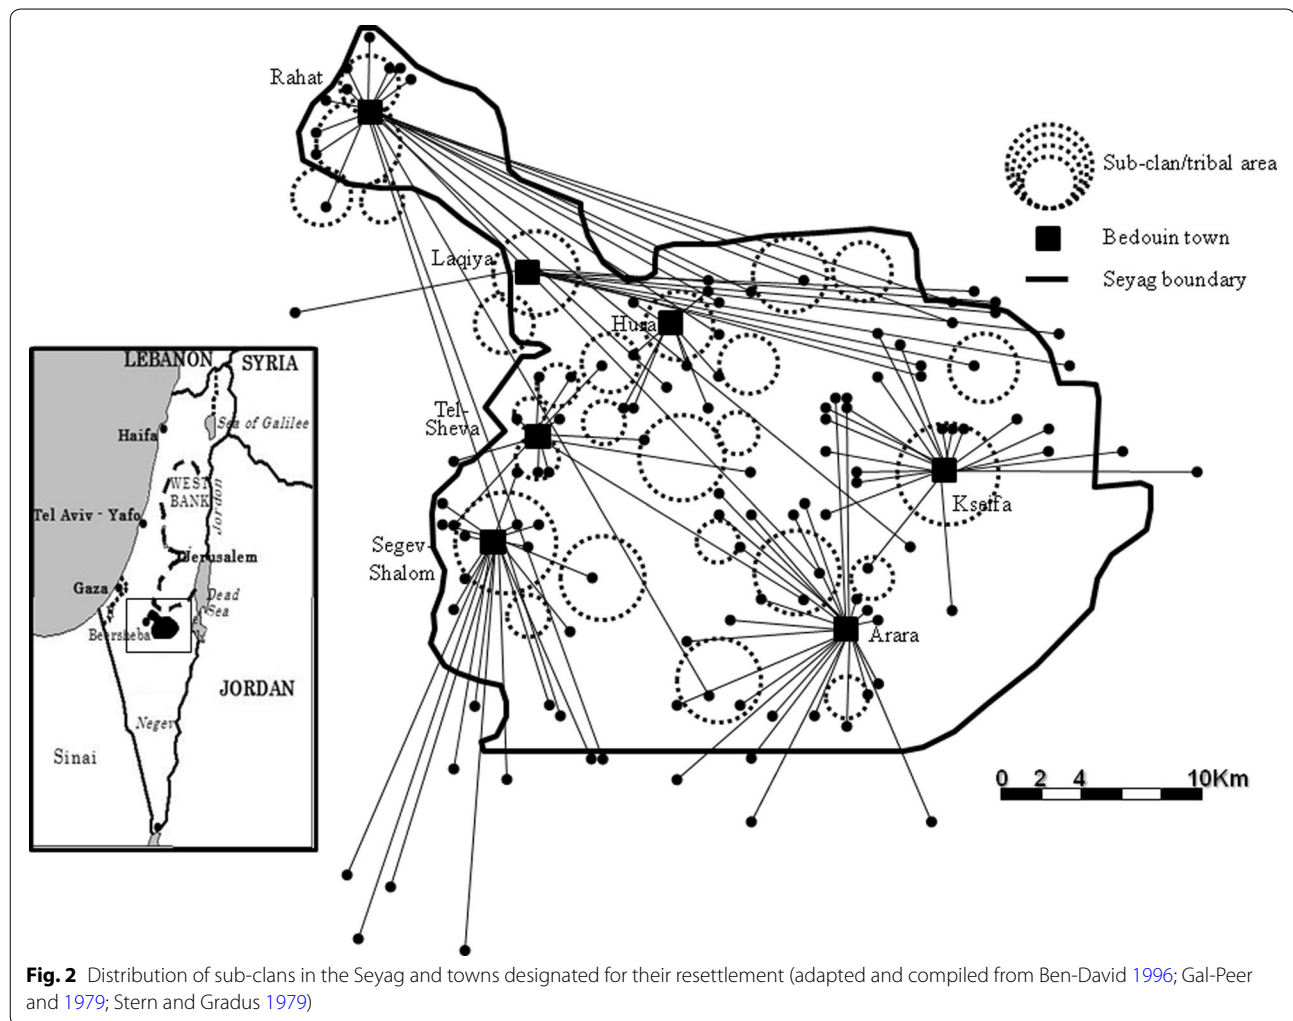 Rahat
Sub-clan/tribal area
Bedouin town
Seyag boundary
Laqiya
Hura
Tel-
Sheva
Kseifa
Segev-
Shalom
Arara
LEBANON
SYRIA
Sea of Galilee
Haifa
WEST
BANK
Jordon
Tel Aviv - Yafo
Jerusalem
Gaza
Dead
Sea
Beersheba
JORDAN
Negev
Sinai
0 2 4 10Km
Fig. 2 Distribution of sub-clans in the Seyag and towns designated for their resettlement (adapted and compiled from Ben-David 1996; Gal-Peer
and 1979; Stern and Gradus 1979)